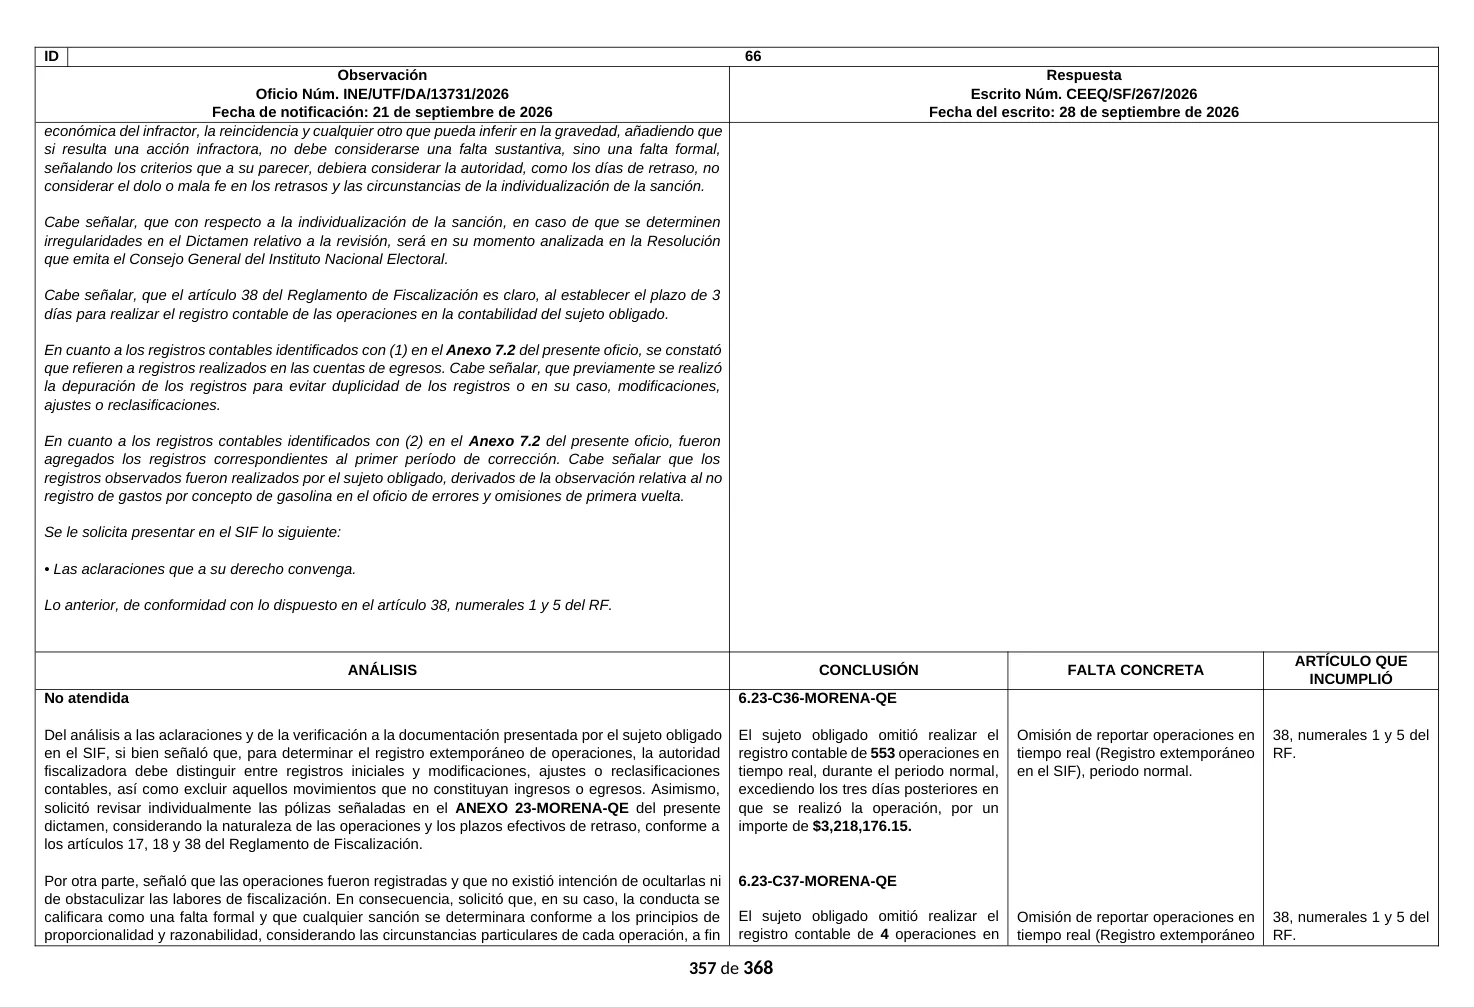 ID 66
Observación
Oficio Núm. INE/UTF/DA/13731/2026
Fecha de notificación: 21 de septiembre de 2026
Respuesta
Escrito Núm. CEEQ/SF/267/2026
Fecha del escrito: 28 de septiembre de 2026
económica del infractor, la reincidencia y cualquier otro que pueda inferir en la gravedad, añadiendo que
si resulta una acción infractora, no debe considerarse una falta sustantiva, sino una falta formal,
señalando los criterios que a su parecer, debiera considerar la autoridad, como los días de retraso, no
considerar el dolo o mala fe en los retrasos y las circunstancias de la individualización de la sanción.
Cabe señalar, que con respecto a la individualización de la sanción, en caso de que se determinen
irregularidades en el Dictamen relativo a la revisión, será en su momento analizada en la Resolución
que emita el Consejo General del Instituto Nacional Electoral.
Cabe señalar, que el artículo 38 del Reglamento de Fiscalización es claro, al establecer el plazo de 3
días para realizar el registro contable de las operaciones en la contabilidad del sujeto obligado.
En cuanto a los registros contables identificados con (1) en el Anexo 7.2 del presente oficio, se constató
que refieren a registros realizados en las cuentas de egresos. Cabe señalar, que previamente se realizó
la depuración de los registros para evitar duplicidad de los registros o en su caso, modificaciones,
ajustes o reclasificaciones.
En cuanto a los registros contables identificados con (2) en el Anexo 7.2 del presente oficio, fueron
agregados los registros correspondientes al primer período de corrección. Cabe señalar que los
registros observados fueron realizados por el sujeto obligado, derivados de la observación relativa al no
registro de gastos por concepto de gasolina en el oficio de errores y omisiones de primera vuelta.
Se le solicita presentar en el SIF lo siguiente:
• Las aclaraciones que a su derecho convenga.
Lo anterior, de conformidad con lo dispuesto en el artículo 38, numerales 1 y 5 del RF.
ANÁLISIS
CONCLUSIÓN
FALTA CONCRETA
ARTÍCULO QUE
INCUMPLIÓ
No atendida
Del análisis a las aclaraciones y de la verificación a la documentación presentada por el sujeto obligado
en el SIF, si bien señaló que, para determinar el registro extemporáneo de operaciones, la autoridad
fiscalizadora debe distinguir entre registros iniciales y modificaciones, ajustes o reclasificaciones
contables, así como excluir aquellos movimientos que no constituyan ingresos o egresos. Asimismo,
solicitó revisar individualmente las pólizas señaladas en el ANEXO 23-MORENA-QE del presente
dictamen, considerando la naturaleza de las operaciones y los plazos efectivos de retraso, conforme a
los artículos 17, 18 y 38 del Reglamento de Fiscalización.
Por otra parte, señaló que las operaciones fueron registradas y que no existió intención de ocultarlas ni
de obstaculizar las labores de fiscalización. En consecuencia, solicitó que, en su caso, la conducta se
calificara como una falta formal y que cualquier sanción se determinara conforme a los principios de
proporcionalidad y razonabilidad, considerando las circunstancias particulares de cada operación, a fin
6.23-C36-MORENA-QE
El sujeto obligado omitió realizar el
registro contable de 553 operaciones en
tiempo real, durante el periodo normal,
excediendo los tres días posteriores en
que se realizó la operación, por un
importe de $3,218,176.15.
6.23-C37-MORENA-QE
El sujeto obligado omitió realizar el
registro contable de 4 operaciones en
Omisión de reportar operaciones en
tiempo real (Registro extemporáneo
en el SIF), periodo normal.
Omisión de reportar operaciones en
tiempo real (Registro extemporáneo
38, numerales 1 y 5 del
RF.
38, numerales 1 y 5 del
RF.
357 de 368